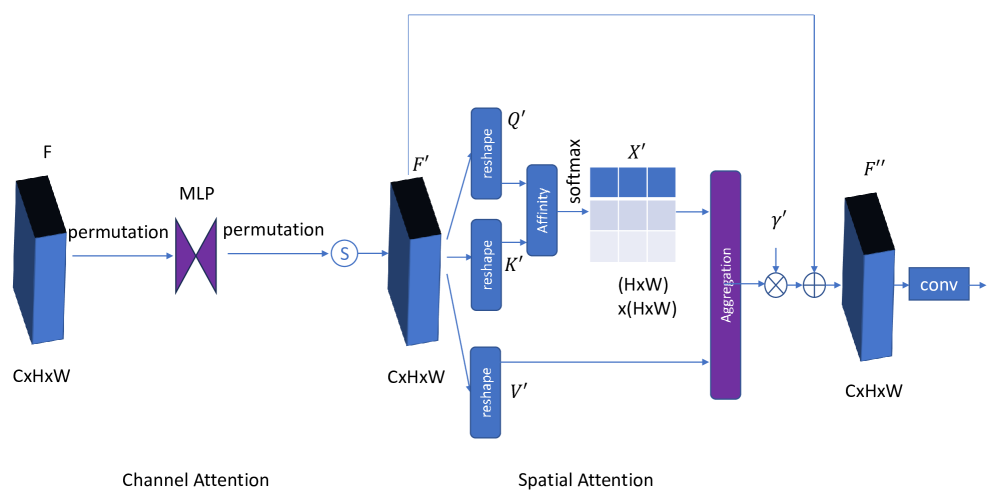 F
permutation
MLP
permutation
S
CxHxW
F′
CxHxW
reshape
Q′
reshape
K′
reshape
V′
Affinity
softmax
X′
(HxW)
x(HxW)
Aggregation
γ′
F′′
CxHxW
conv
Channel Attention
Spatial Attention